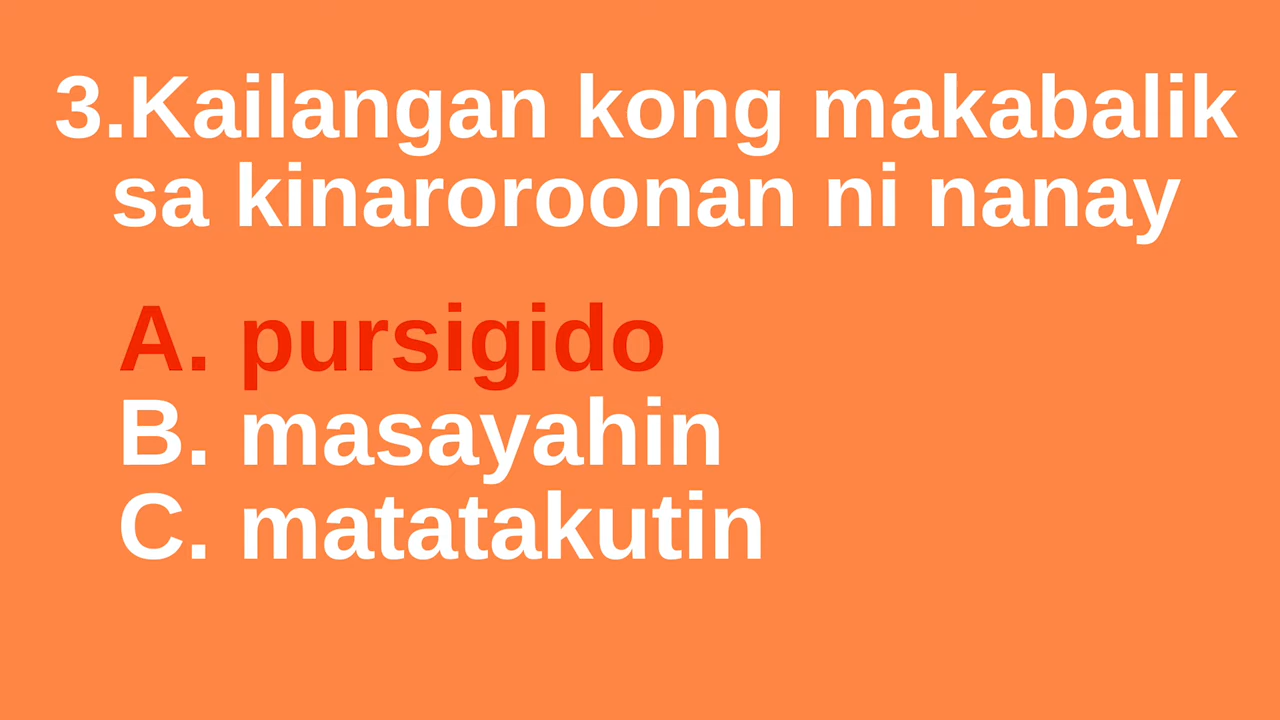 3.Kailangan kong makabalik
sa kinaroroonan ni nanay
A. pursigido
B. masayahin
C. matatakutin